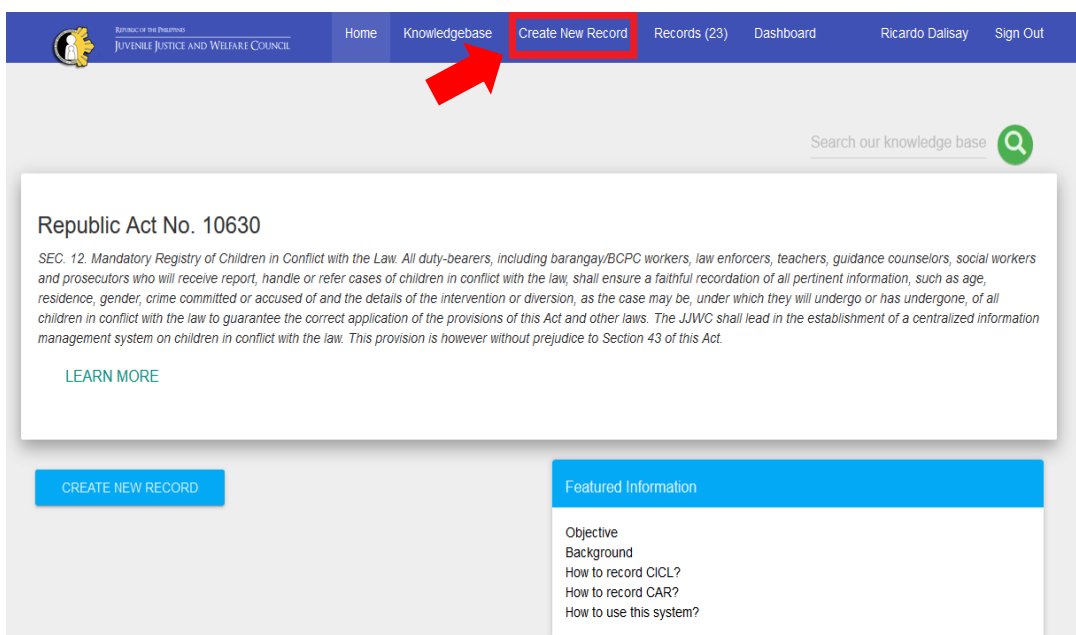 REPUBLIC OF THE PHILIPPINES
JUVENILE JUSTICE AND WELFARE COUNCIL
Home Knowledgebase Create New Record Records (23) Dashboard Ricardo Dalisay Sign Out
Search our knowledge base
Republic Act No. 10630
SEC. 12. Mandatory Registry of Children in Conflict with the Law. All duty-bearers, including barangay/BCPC workers, law enforcers, teachers, guidance counselors, social workers
and prosecutors who will receive report, handle or refer cases of children in conflict with the law, shall ensure a faithful recordation of all pertinent information, such as age,
residence, gender, crime committed or accused of and the details of the intervention or diversion, as the case may be, under which they will undergo or has undergone, of all
children in conflict with the law to guarantee the correct application of the provisions of this Act and other laws. The JJWC shall lead in the establishment of a centralized information
management system on children in conflict with the law. This provision is however without prejudice to Section 43 of this Act.
LEARN MORE
CREATE NEW RECORD
Featured Information
Objective
Background
How to record CICL?
How to record CAR?
How to use this system?